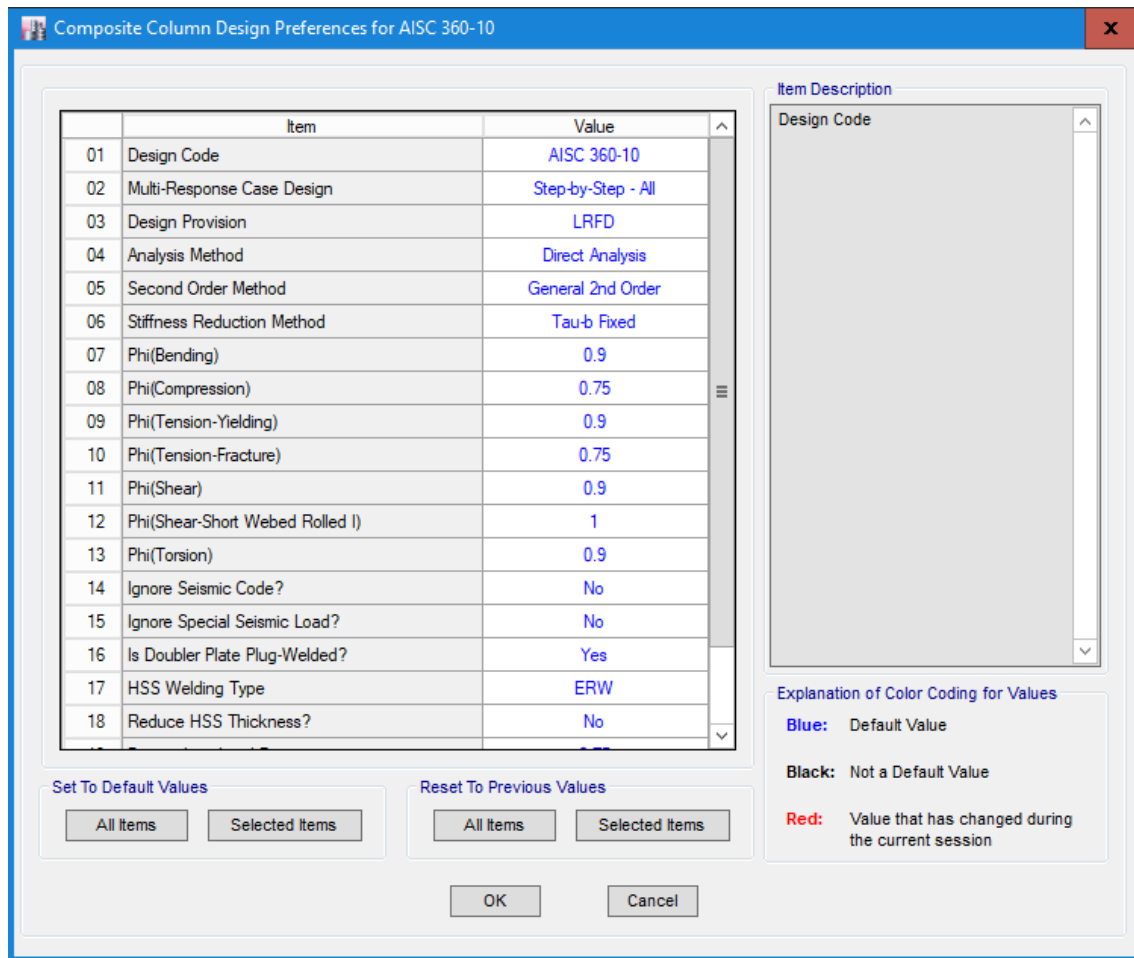 Composite Column Design Preferences for AISC 360-10
x
Item Value
01 Design Code AISC 360-10
02 Multi-Response Case Design Step-by-Step - All
03 Design Provision LRFD
04 Analysis Method Direct Analysis
05 Second Order Method General 2nd Order
06 Stiffness Reduction Method Tau-b Fixed
07 Phi(Bending) 0.9
08 Phi(Compression) 0.75
09 Phi(Tension-Yielding) 0.9
10 Phi(Tension-Fracture) 0.75
11 Phi(Shear) 0.9
12 Phi(Shear-Short Webed Rolled I) 1
13 Phi(Torsion) 0.9
14 Ignore Seismic Code? No
15 Ignore Special Seismic Load? No
16 Is Doubler Plate Plug-Welded? Yes
17 HSS Welding Type ERW
18 Reduce HSS Thickness? No
Item Description
Design Code
Explanation of Color Coding for Values
Blue: Default Value
Black: Not a Default Value
Red: Value that has changed during
the current session
Set To Default Values
All Items Selected Items
Reset To Previous Values
All Items Selected Items
OK Cancel